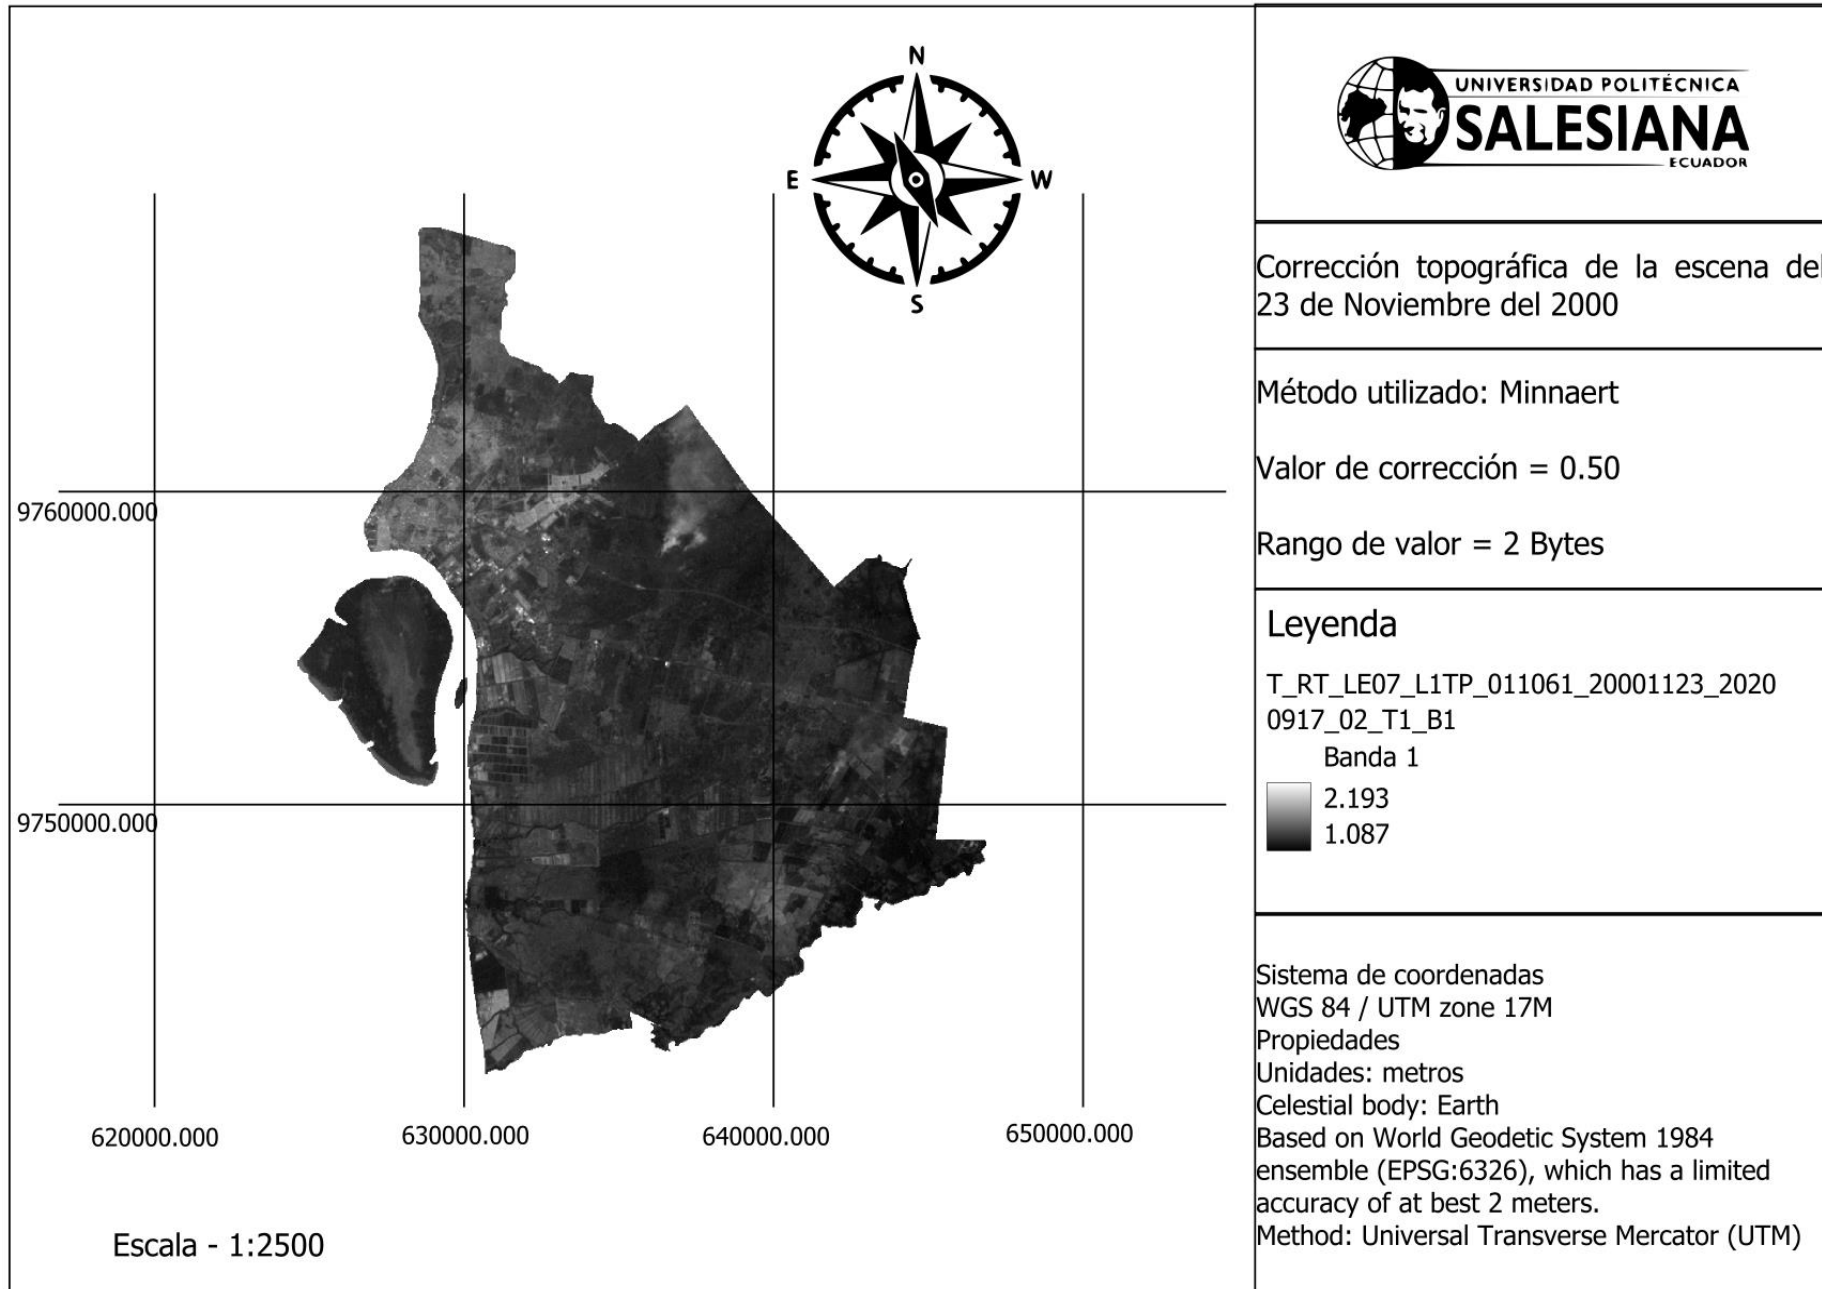 N
E
W
S
9760000.000
9750000.000
620000.000
630000.000
640000.000
650000.000
Escala - 1:2500
UNIVERSIDAD POLITÉCNICA
SALESIANA
ECUADOR
Corrección topográfica de la escena del
23 de Noviembre del 2000
Método utilizado: Minnaert
Valor de corrección = 0.50
Rango de valor = 2 Bytes
Leyenda
T_RT_LE07_L1TP_011061_20001123_2020
0917_02_T1_B1
Banda 1
2.193
1.087
Sistema de coordenadas
WGS 84 / UTM zone 17M
Propiedades
Unidades: metros
Celestial body: Earth
Based on World Geodetic System 1984
ensemble (EPSG:6326), which has a limited
accuracy of at best 2 meters.
Method: Universal Transverse Mercator (UTM)